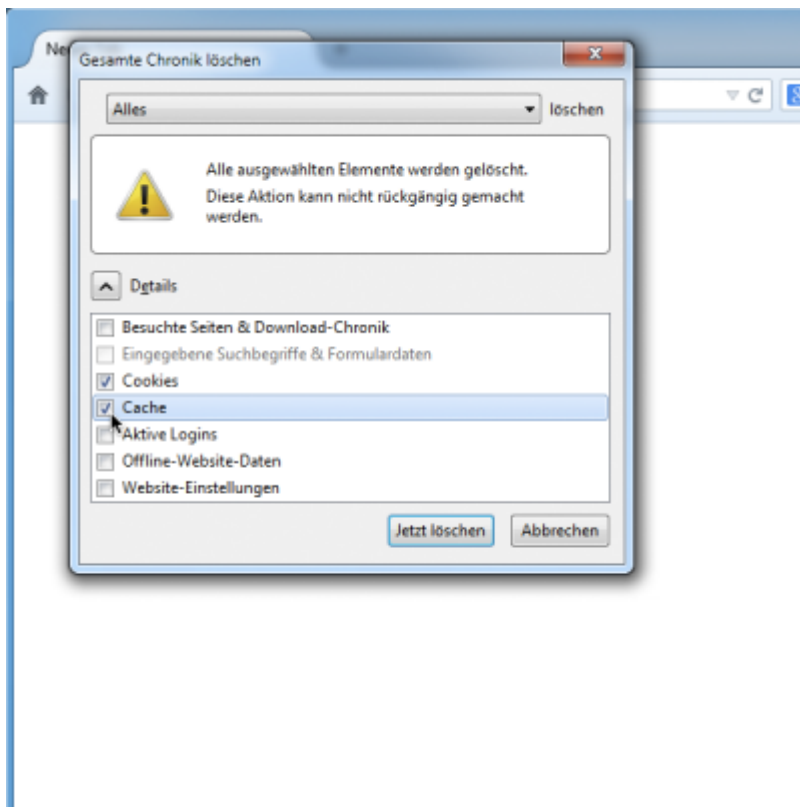 Gesamte Chronik löschen
Alles löschen
Alle ausgewählten Elemente werden gelöscht.
Diese Aktion kann nicht rückgängig gemacht
werden.
Details
Besuchte Seiten & Download-Chronik
Eingegebene Suchbegriffe & Formulardaten
Cookies
Cache
Aktive Logins
Offline-Website-Daten
Website-Einstellungen
Jetzt löschen Abbrechen